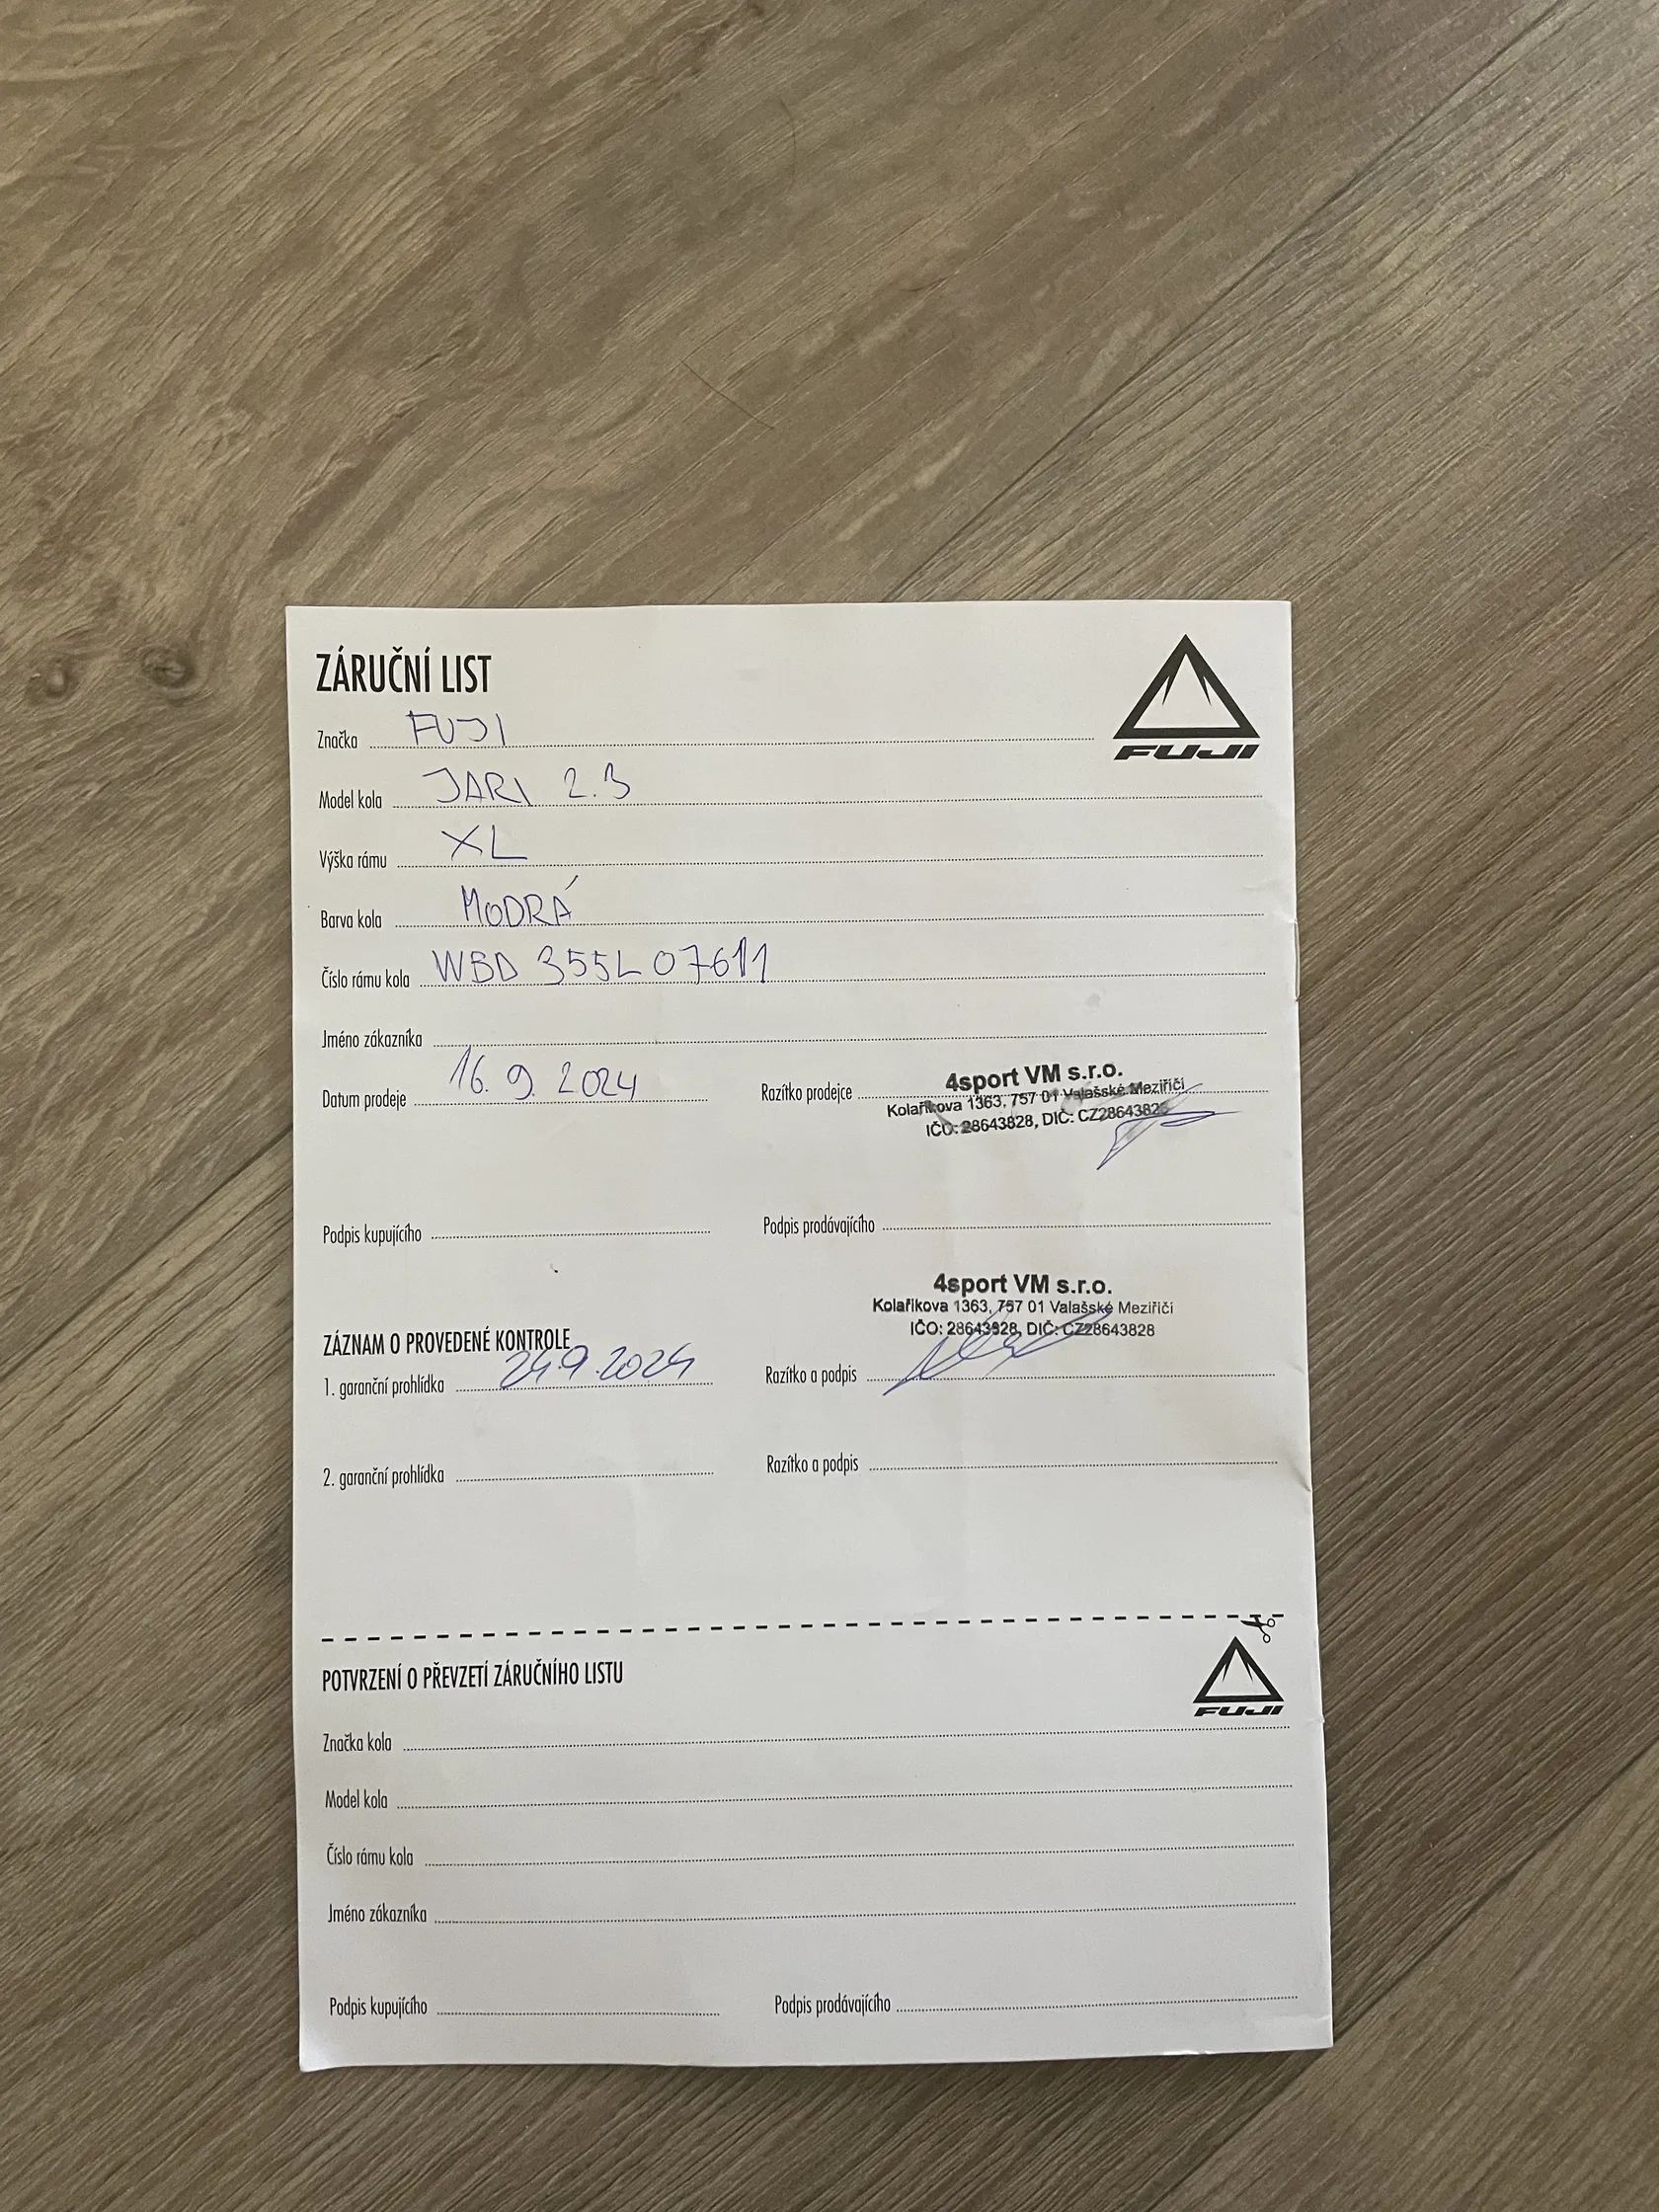 ZÁRUČNÍ LIST
FUJI
Značka FUJI
Model kola JARI 2.3
Výška rámu XL
Barva kola MODRÁ
Číslo rámu kola WBD 355L07611
Jméno zákazníka
Datum prodeje 16. 9. 2024 Razítko prodejce
4sport VM s.r.o.
Kolaříkova 1363, 757 01 Valašské Meziříčí
IČO: 28643828, DIČ: CZ28643828
Podpis kupujícího Podpis prodávajícího
4sport VM s.r.o.
Kolaříkova 1363, 757 01 Valašské Meziříčí
IČO: 28643828, DIČ: CZ28643828
ZÁZNAM O PROVEDENÉ KONTROLE
1. garanční prohlídka 24.9.2024 Razítko a podpis
2. garanční prohlídka Razítko a podpis
POTVRZENÍ O PŘEVZETÍ ZÁRUČNÍHO LISTU
FUJI
Značka kola
Model kola
Číslo rámu kola
Jméno zákazníka
Podpis kupujícího Podpis prodávajícího